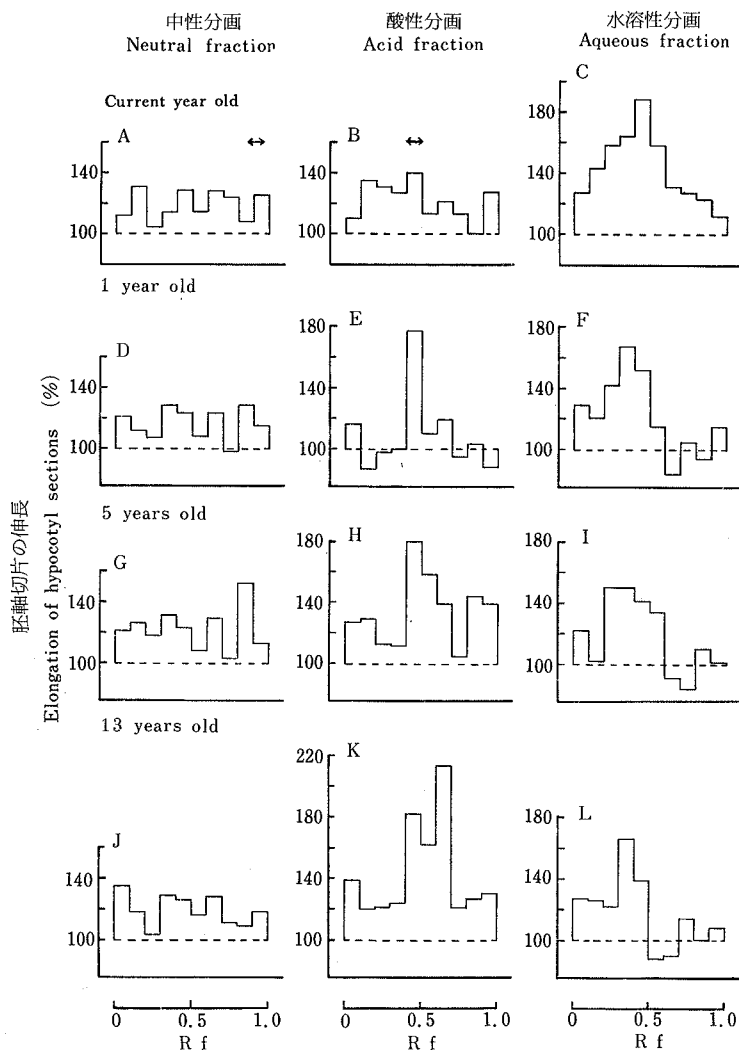 中性分画 酸性分画 水溶性分画
Neutral fraction Acid fraction Aqueous fraction
Current year old
A B C
140 100
140 100
180 140 100
1 year old
D E F
140 100
180 140 100
180 140 100
5 years old
G H I
140 100
180 140 100
180 140 100
13 years old
J K L
180 140 100
220 180 140 100
180 140 100
0 0.5 1.0 0 0.5 1.0 0 0.5 1.0
R f R f R f
胚軸切片の伸長
Elongation of hypocotyl sections (%)